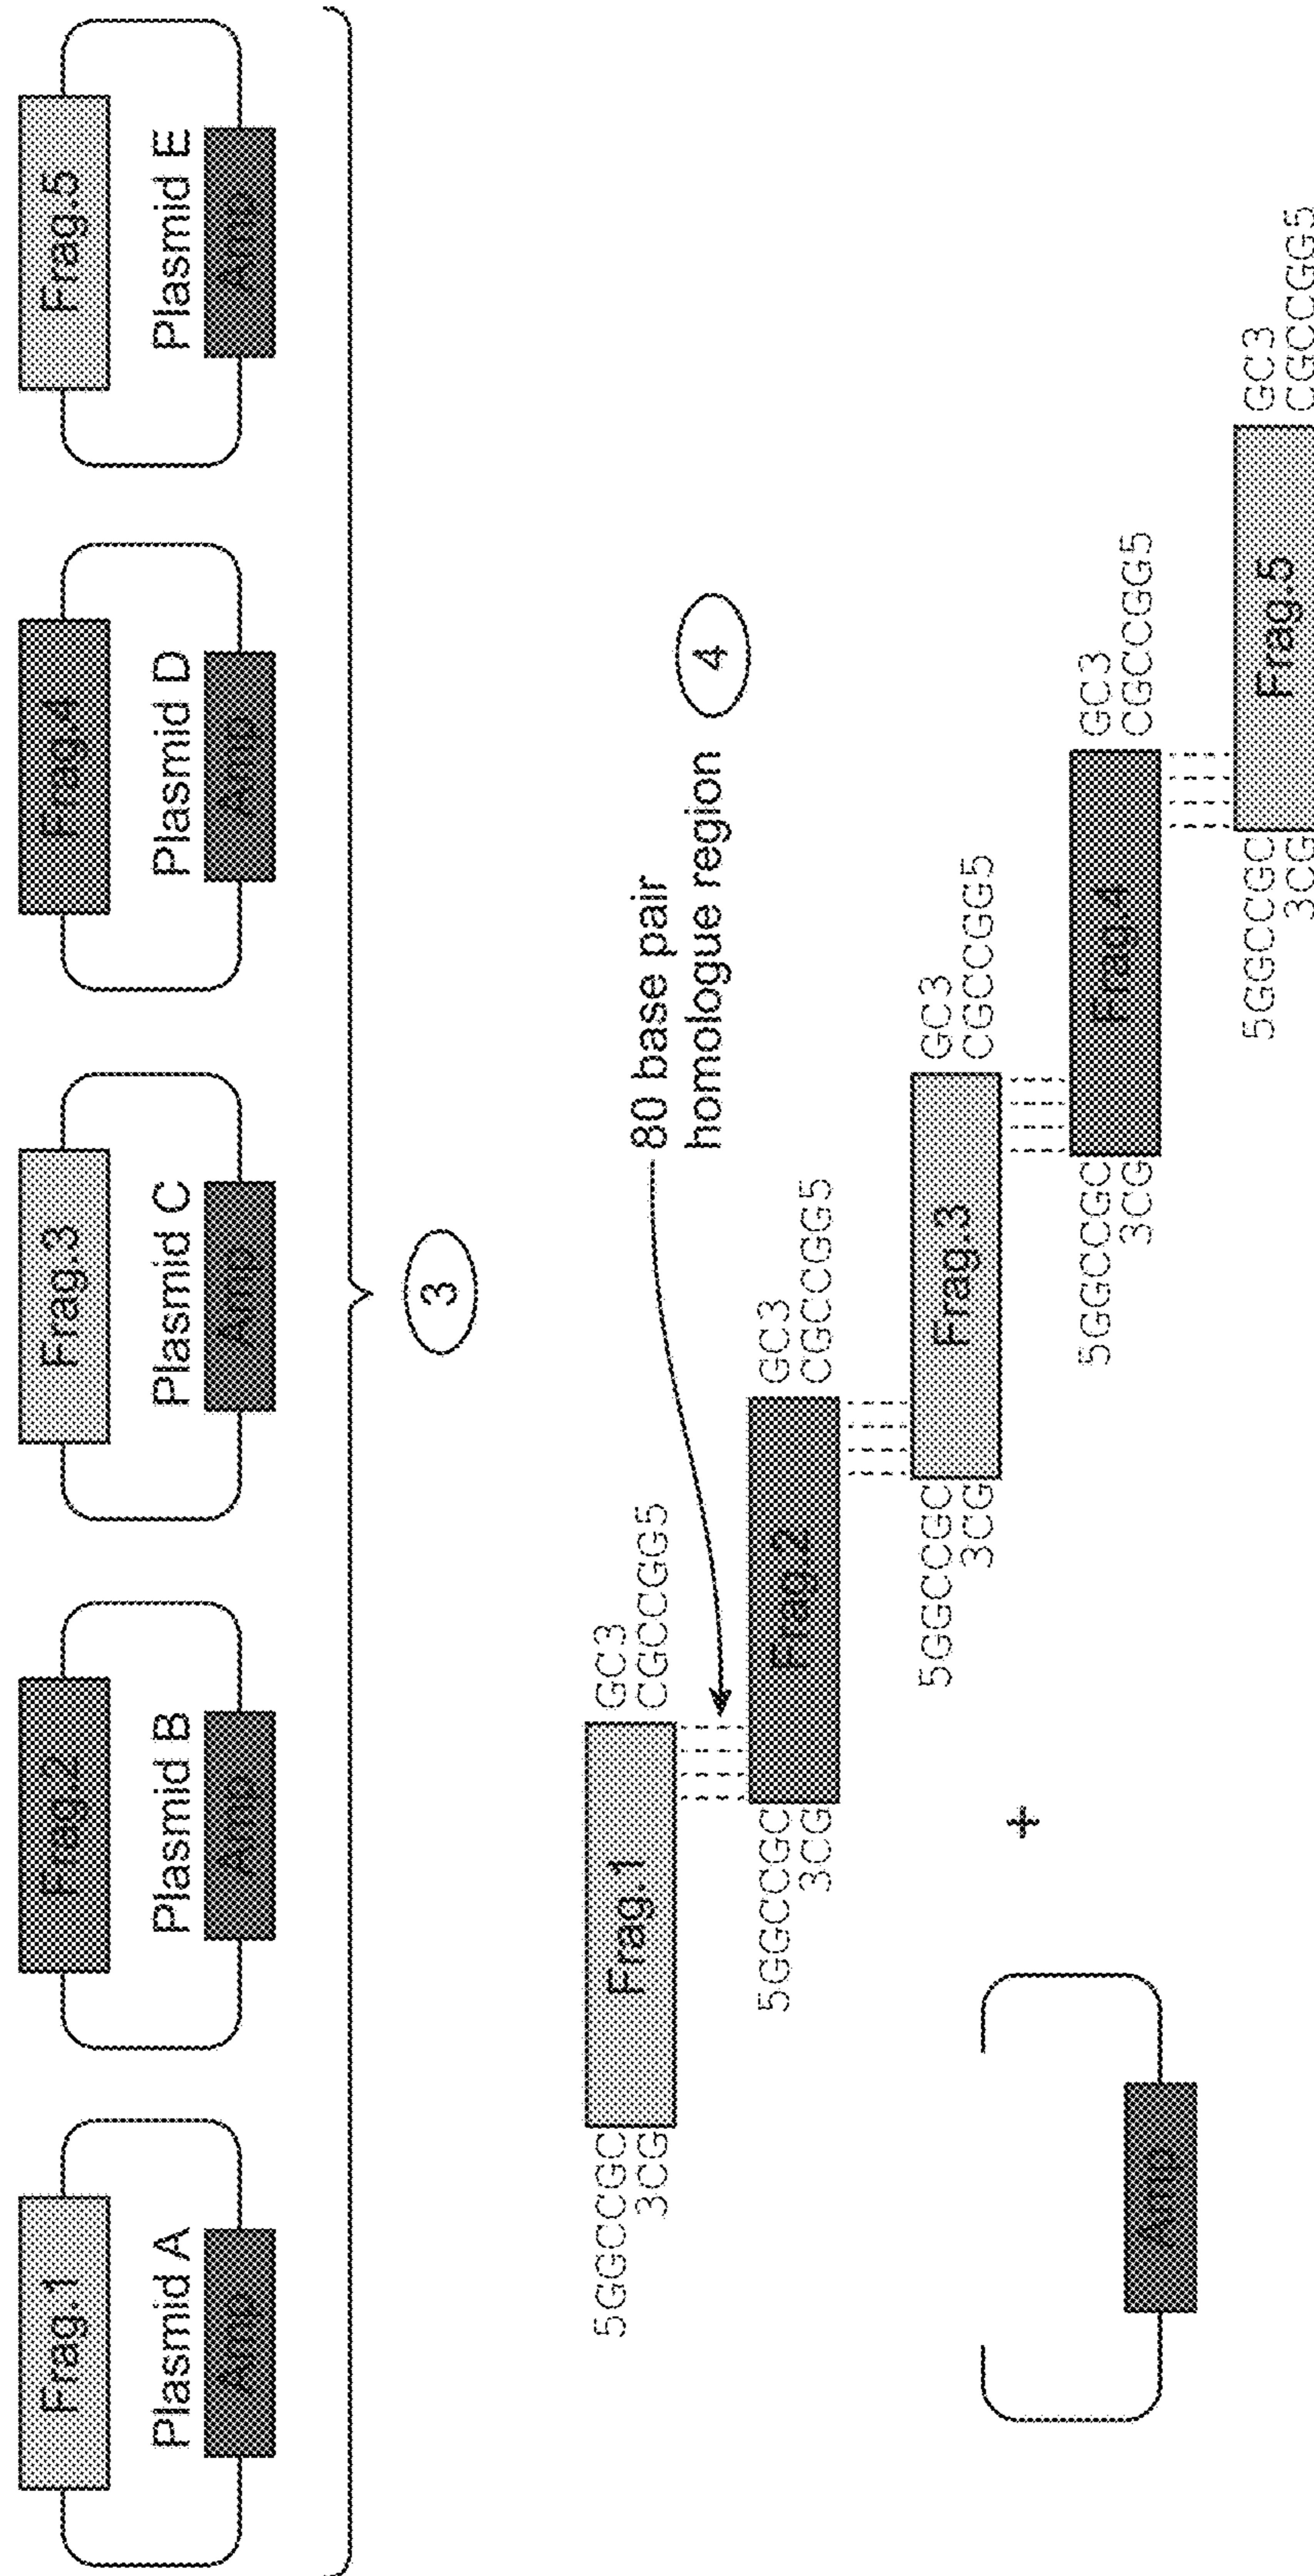 Frag.1
Frag.2
Frag.3
Frag.4
Frag.5
Plasmid A
Plasmid B
Plasmid C
Plasmid D
Plasmid E
Amp
Amp
Amp
Amp
Amp
3
80 base pair
homologue region
4
5GGCCGC
3CG
Frag.1
GC3
CGCCGG5
5GGCCGC
3CG
Frag.2
GC3
CGCCGG5
5GGCCGC
3CG
Frag.3
GC3
CGCCGG5
5GGCCGC
3CG
Frag.4
GC3
CGCCGG5
5GGCCGC
3CG
Frag.5
GC3
CGCCGG5
+
Amp